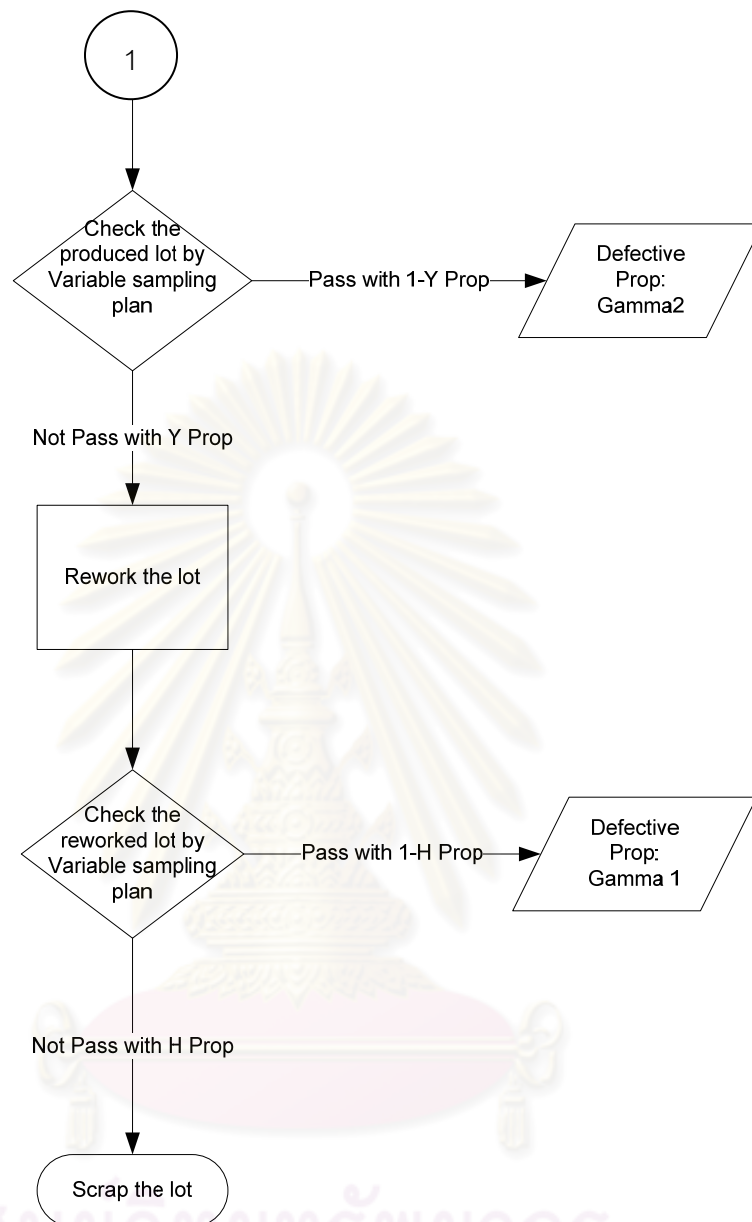 1
Check the
produced lot by
Variable sampling
plan
Pass with 1-Y Prop
Defective
Prop:
Gamma2
Not Pass with Y Prop
Rework the lot
Check the
reworked lot by
Variable sampling
plan
Pass with 1-H Prop
Defective
Prop:
Gamma 1
Not Pass with H Prop
Scrap the lot